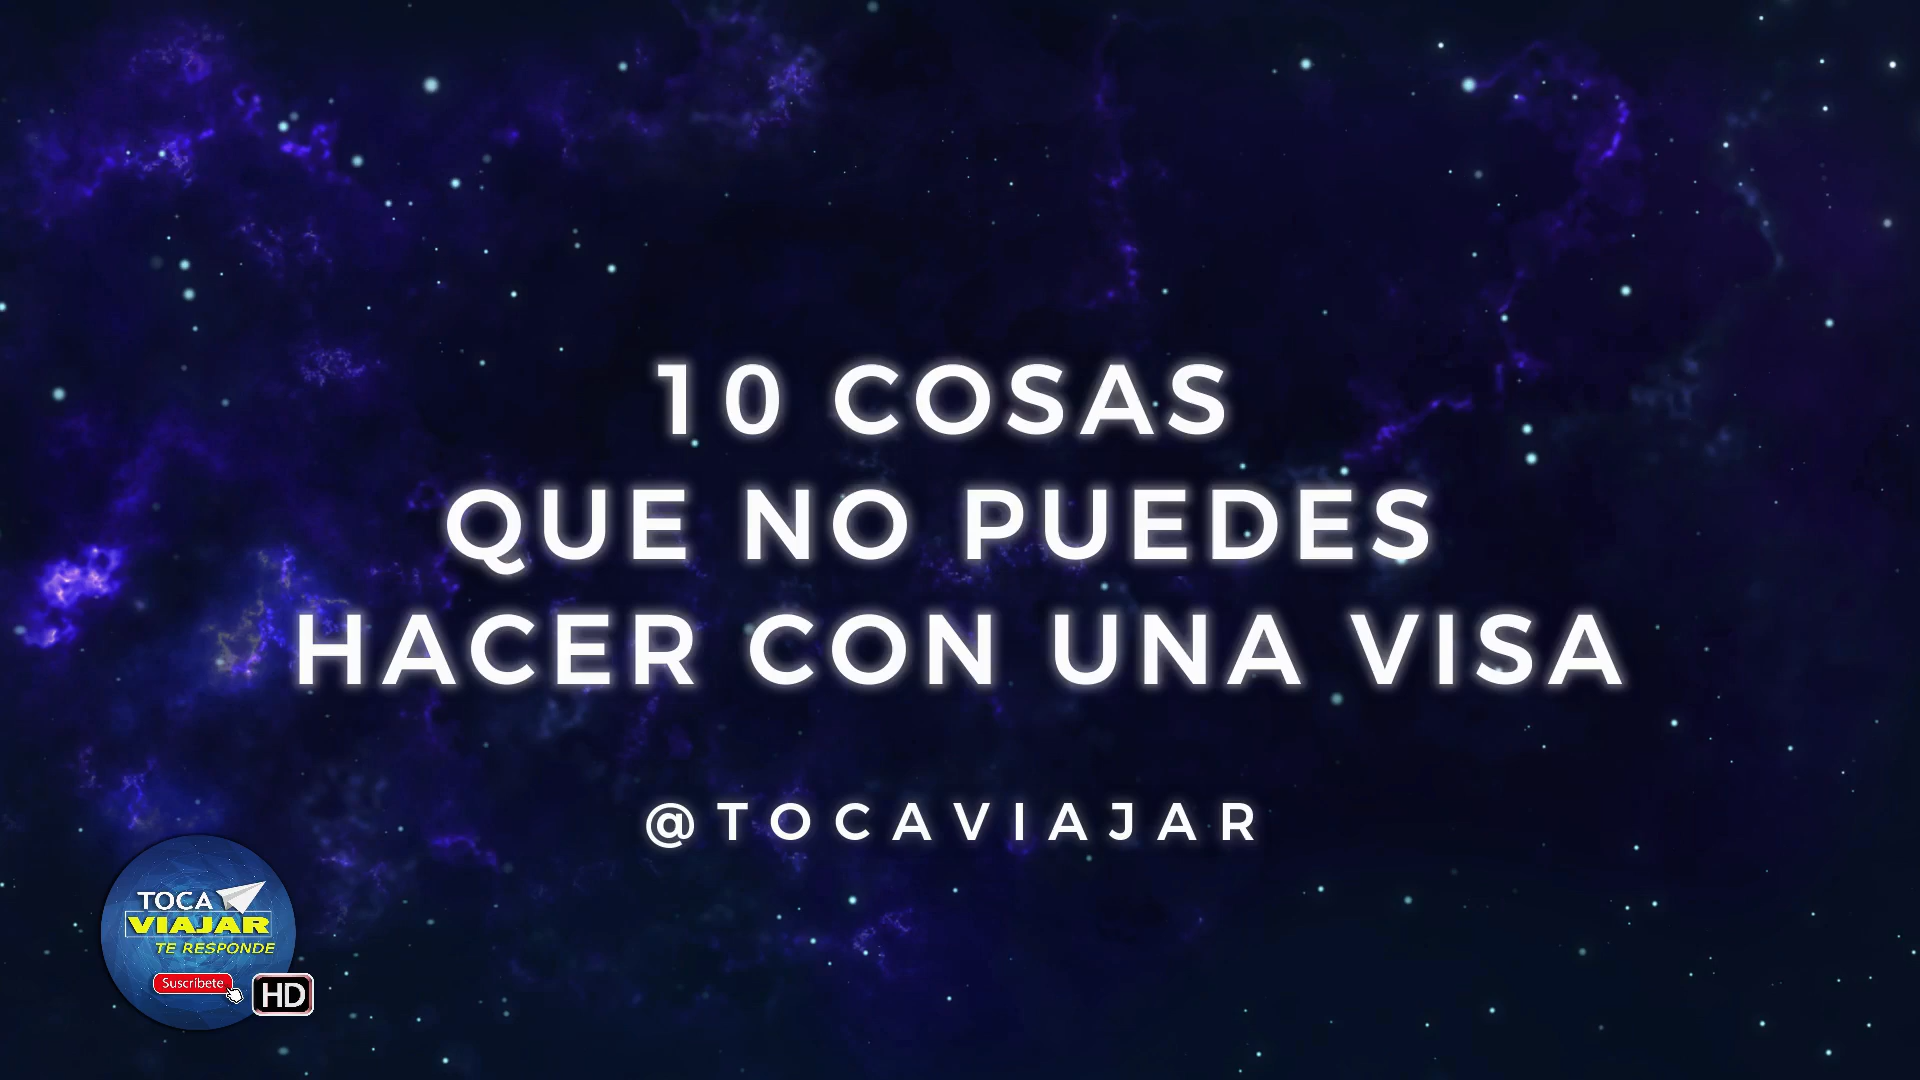 10 COSAS
QUE NO PUEDES
HACER CON UNA VISA
@TOCAVIAJAR
TOCA
VIAJAR
TE RESPONDE
Suscríbete
HD